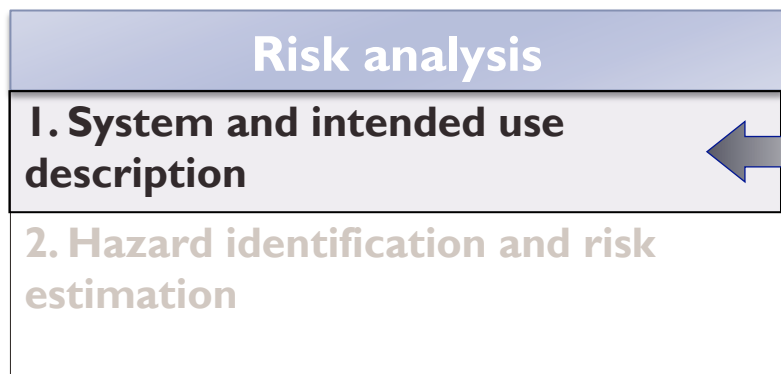 Risk analysis
1. System and intended use
description
2. Hazard identification and risk
estimation